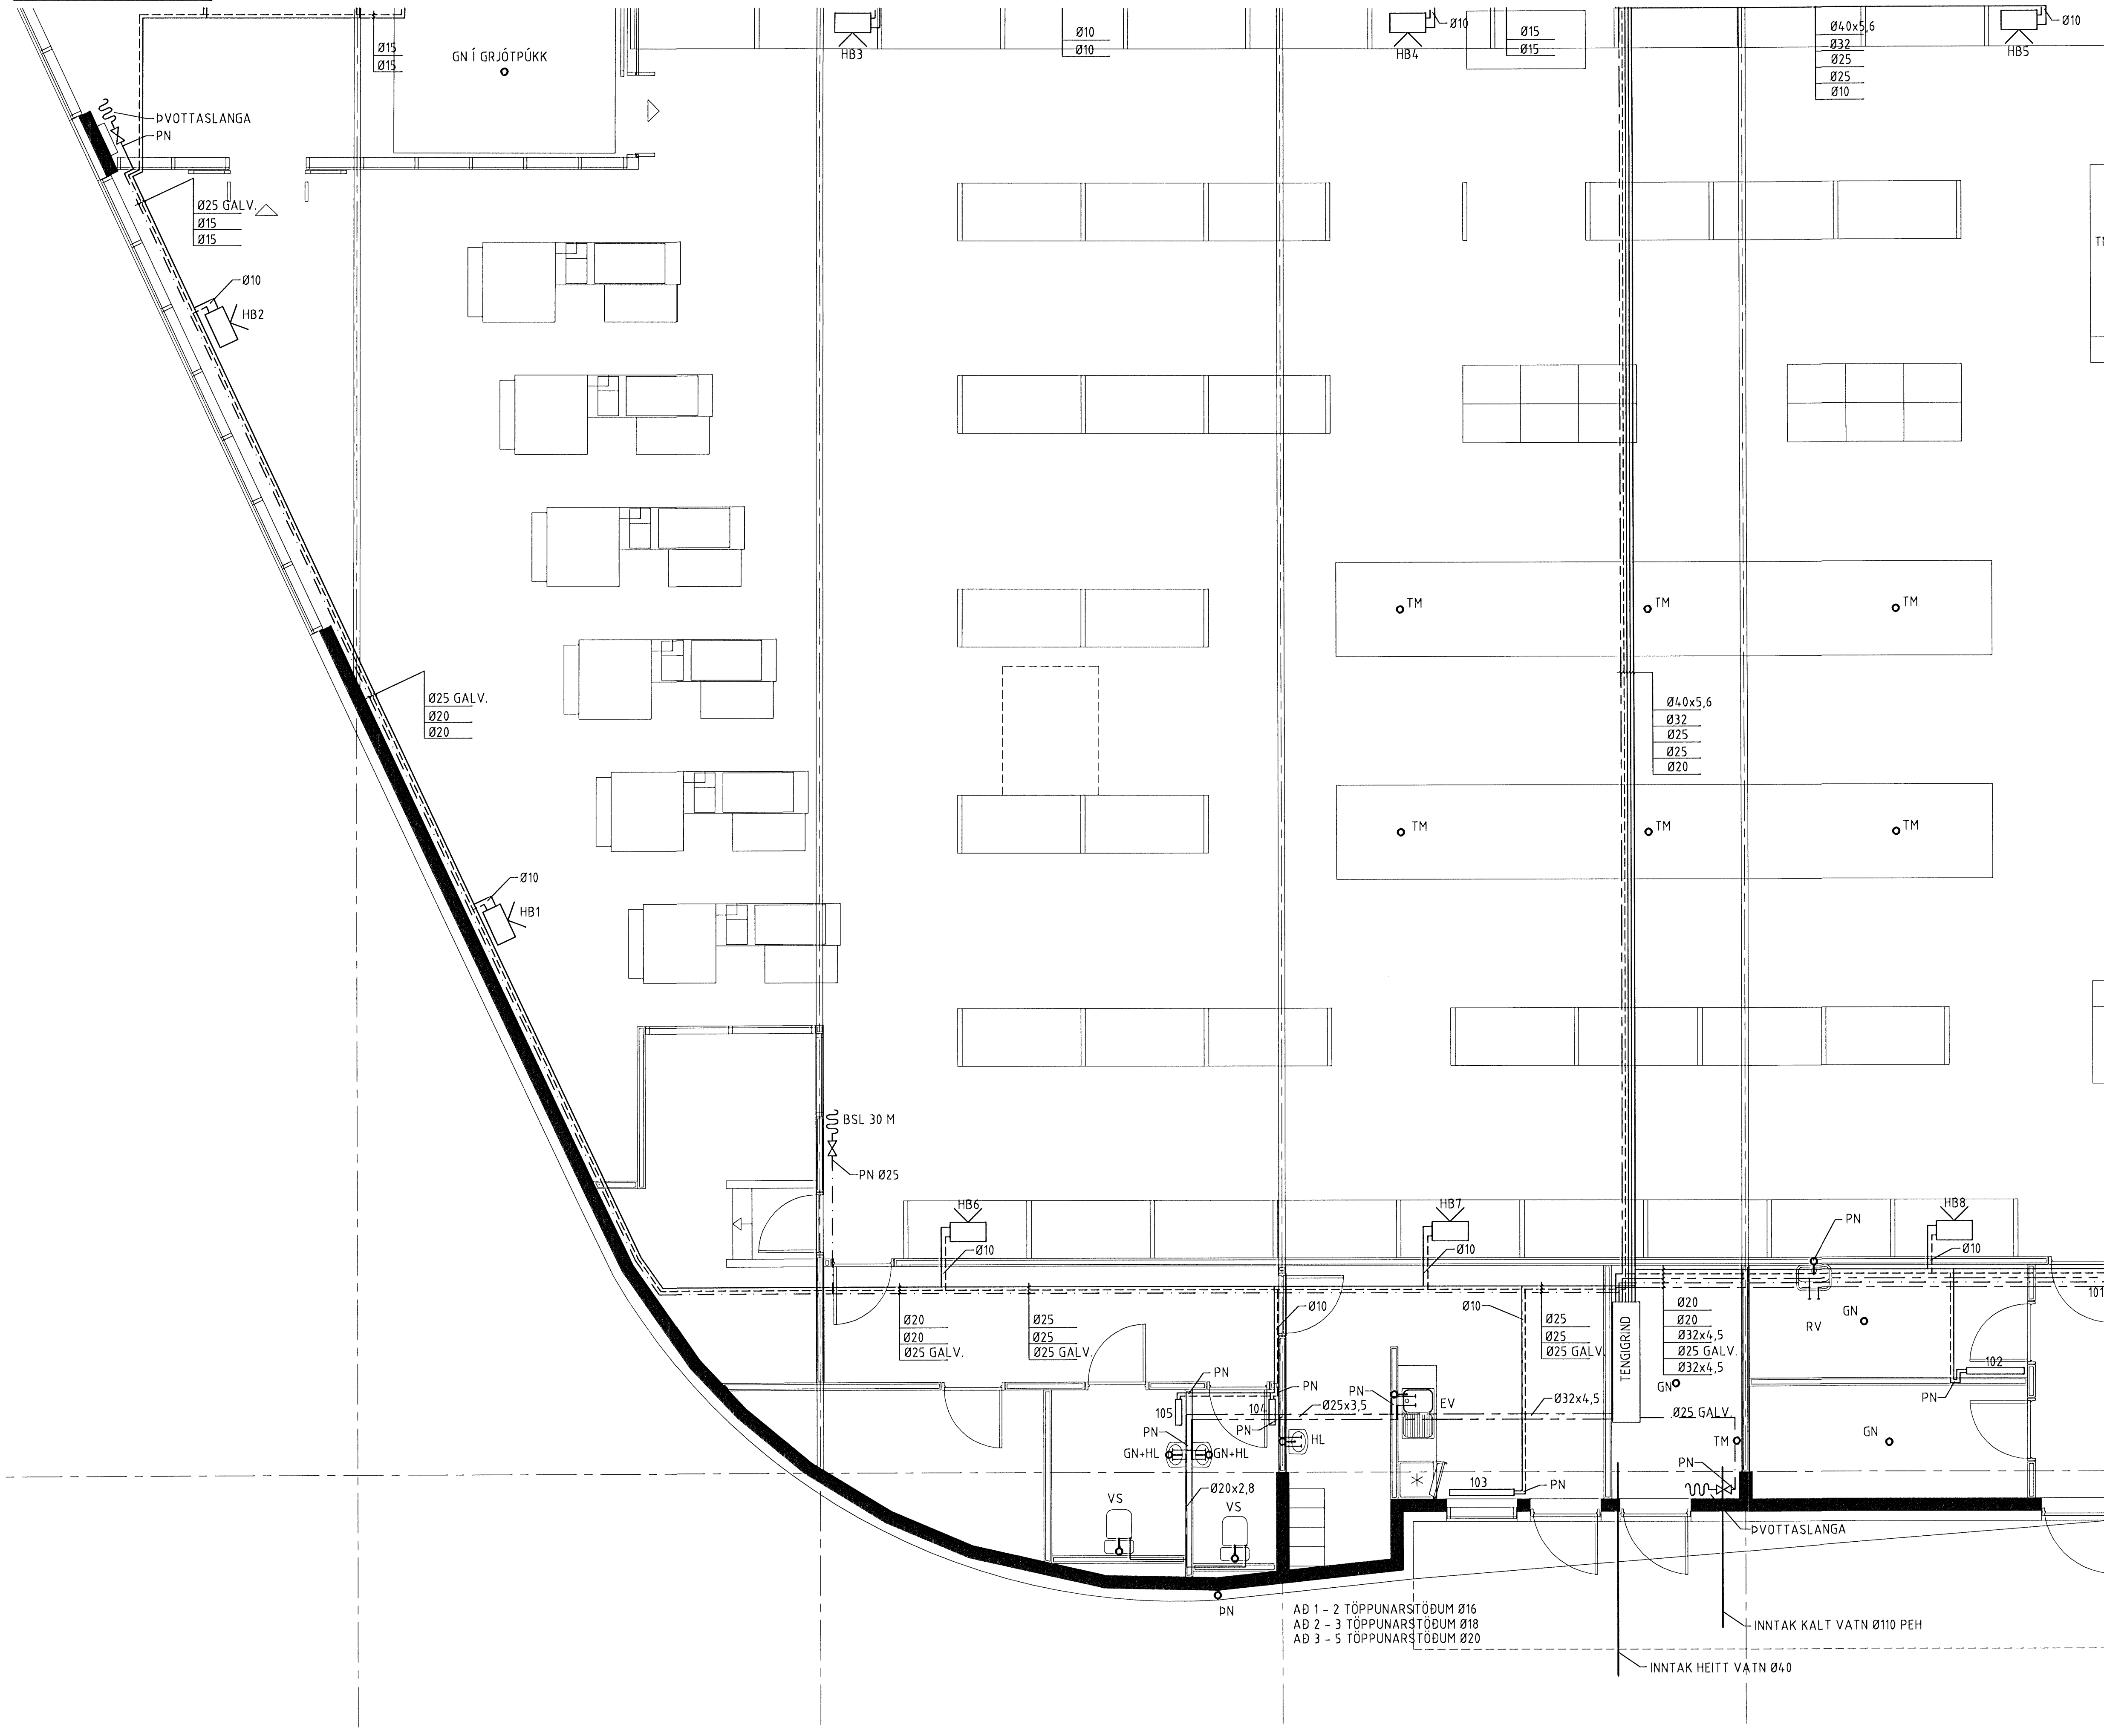 Ø15
Ø15
GN Í GRJÓTPÚKK
HB3
Ø10
Ø10
HB4
Ø10
Ø15
Ø15
Ø40x5,6
Ø32
Ø25
Ø25
Ø10
HB5
Ø10
ÞVOTTASLANGA
PN
Ø25 GALV.
Ø15
Ø15
Ø10
HB2
TM
TM
TM
Ø25 GALV.
Ø20
Ø20
Ø40x5,6
Ø32
Ø25
Ø25
Ø20
TM
TM
TM
Ø10
HB1
BSL 30 M
PN Ø25
HB6
Ø10
HB7
Ø10
PN
HB8
Ø10
101
Ø20
Ø20
Ø25 GALV.
Ø25
Ø25
Ø25 GALV.
Ø10
Ø10
Ø25
Ø25
Ø25 GALV.
TENGIGRIND
Ø20
Ø20
Ø32x4,5
Ø25 GALV.
Ø32x4,5
GN
RV
GN
102
PN
PN
PN
105
104
PN
PN
Ø25x3,5
PN
EV
Ø32x4,5
Ø25 GALV.
TM
GN
GN+HL
GN+HL
HL
PN
Ø20x2,8
103
PN
VS
VS
ÞVOTTASLANGA
ÞN
AÐ 1 - 2 TÖPPUNARSTÖÐUM Ø16
AÐ 2 - 3 TÖPPUNARSTÖÐUM Ø18
AÐ 3 - 5 TÖPPUNARSTÖÐUM Ø20
INNTAK KALT VATN Ø110 PEH
INNTAK HEITT VATN Ø40